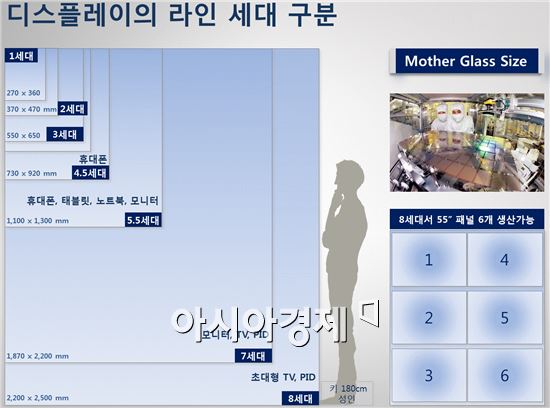 디스플레이의 라인 세대 구분
1세대
270 x 360
370 x 470 mm
2세대
3세대
550 x 650
휴대폰
730 x 920 mm
4.5세대
휴대폰, 태블릿, 노트북, 모니터
1,100 x 1,300 mm
5.5세대
아시아경제
모니터, TV, PID
1,870 x 2,200 mm
7세대
초대형 TV, PID
2,200 x 2,500 mm
8세대
키 180cm
성인
Mother Glass Size
8세대서 55″ 패널 6개 생산가능
1 4
2 5
3 6